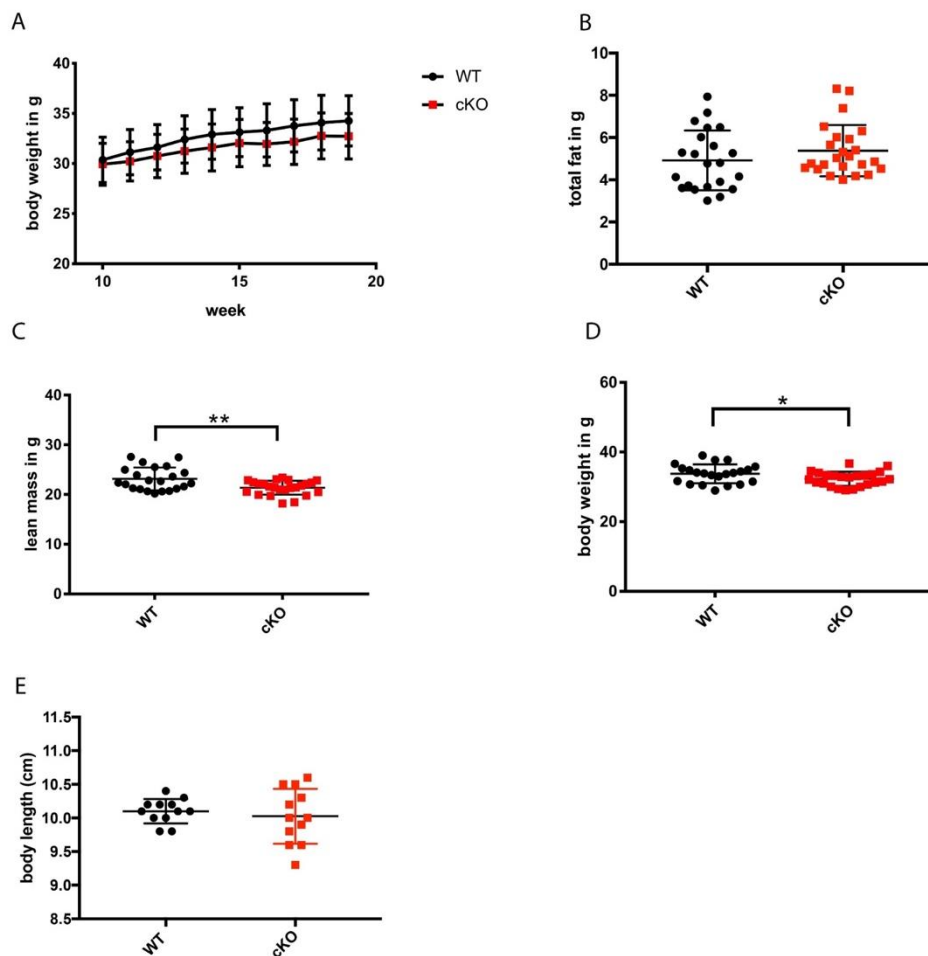 A
body weight in g
40
35
30
25
20
10
15
20
week
WT
cKO
B
total fat in g
10
8
6
4
2
0
WT
cKO
C
lean mass in g
40
30
20
10
0
**
WT
cKO
D
body weight in g
60
40
20
0
*
WT
cKO
E
body length (cm)
11.5
11.0
10.5
10.0
9.5
9.0
8.5
WT
cKO